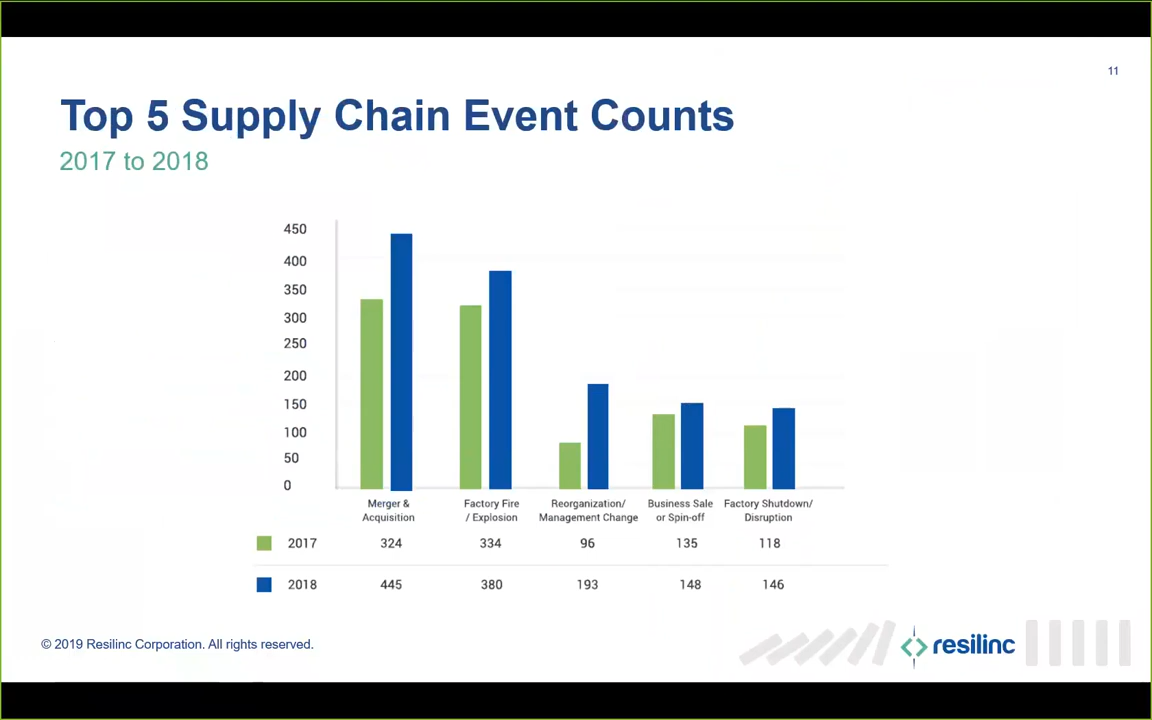 11
Top 5 Supply Chain Event Counts
2017 to 2018
450
400
350
300
250
200
150
100
50
0
Merger & Acquisition
Factory Fire / Explosion
Reorganization/ Management Change
Business Sale or Spin-off
Factory Shutdown/ Disruption
2017 324 334 96 135 118
2018 445 380 193 148 146
© 2019 Resilinc Corporation. All rights reserved.
resilinc